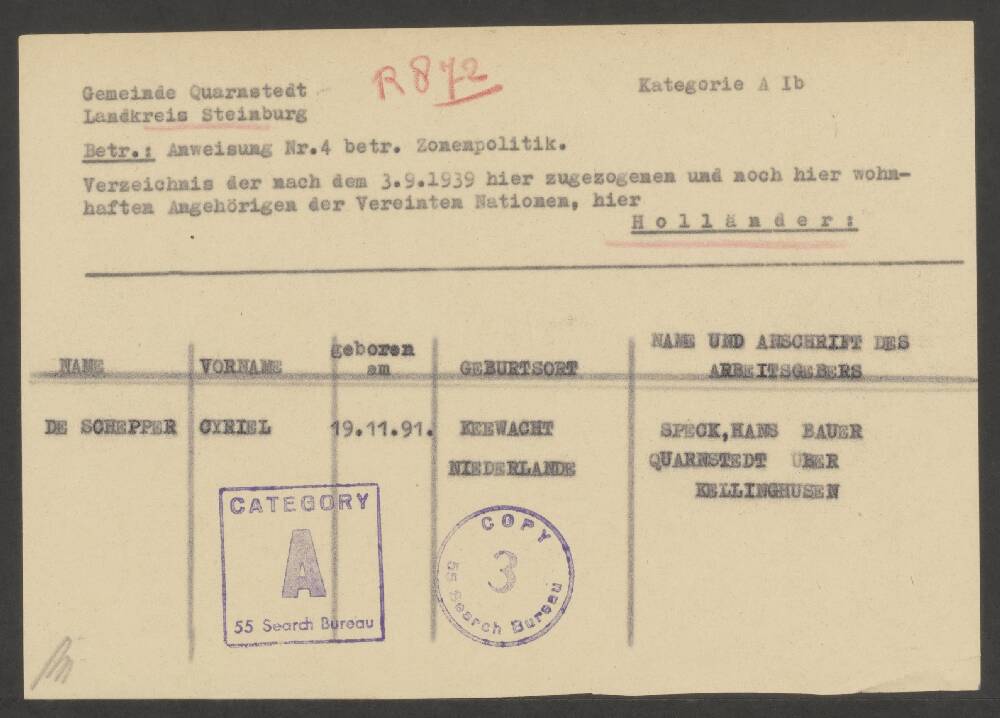 Gemeinde Quarnstedt
Landkreis Steinburg
R 872
Kategorie A Ib
Betr.: Anweisung Nr.4 betr. Zonenpolitik.
Verzeichnis der nach dem 3.9.1939 hier zugezogenen und noch hier wohn-
haften Angehörigen der Vereinten Nationen, hier
Holländer:
NAME VORNAME geboren am GEBURTSORT NAME UND ANSCHRIFT DES ARBEITSGEBERS
DE SCHEPPER CYRIEL 19.11.91. KEEWACHT SPECK,HANS BAUER
NIEDERLANDE QUARNSTEDT UBER
KELLINGHUSEN
CATEGORY
A
55 Search Bureau
COPY
3
55 Search Bureau